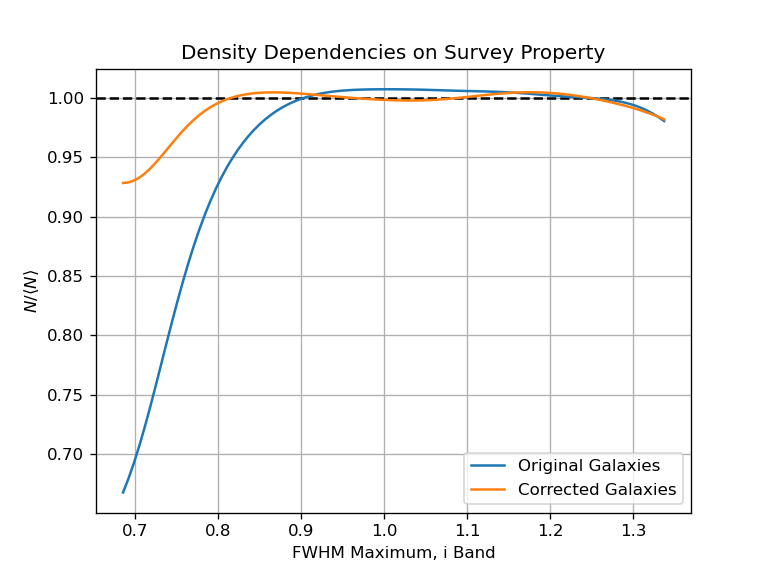 Density Dependencies on Survey Property
1.00
0.95
0.90
0.85
0.80
0.75
0.70
N/⟨N⟩
0.7 0.8 0.9 1.0 1.1 1.2 1.3
FWHM Maximum, i Band
Original Galaxies
Corrected Galaxies